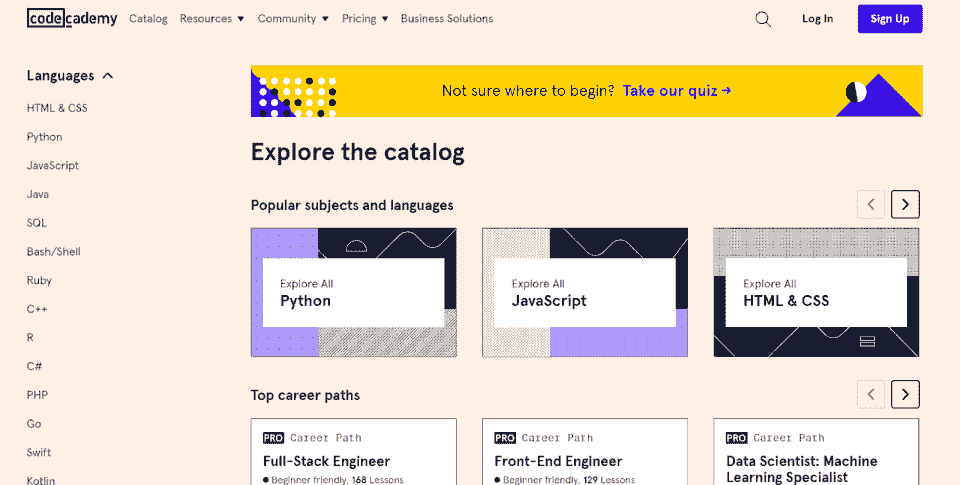 codecademy Catalog Resources Community Pricing Business Solutions Log In Sign Up
Languages
HTML & CSS
Python
JavaScript
Java
SQL
Bash/Shell
Ruby
C++
R
C#
PHP
Go
Swift
Kotlin
Not sure where to begin? Take our quiz →
Explore the catalog
Popular subjects and languages
Explore All
Python
Explore All
JavaScript
Explore All
HTML & CSS
Top career paths
PRO Career Path
Full-Stack Engineer
Beginner friendly, 168 Lessons
PRO Career Path
Front-End Engineer
Beginner friendly, 129 Lessons
PRO Career Path
Data Scientist: Machine
Learning Specialist